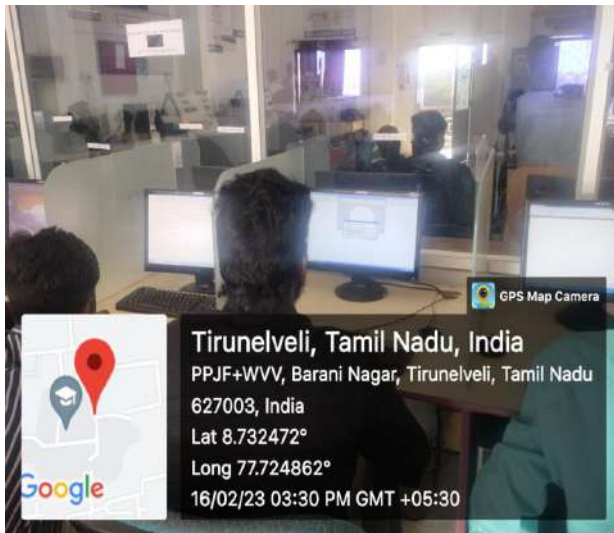 GPS Map Camera
Tirunelveli, Tamil Nadu, India
PPJF+WVV, Barani Nagar, Tirunelveli, Tamil Nadu
627003, India
Lat 8.732472°
Long 77.724862°
16/02/23 03:30 PM GMT +05:30
Google